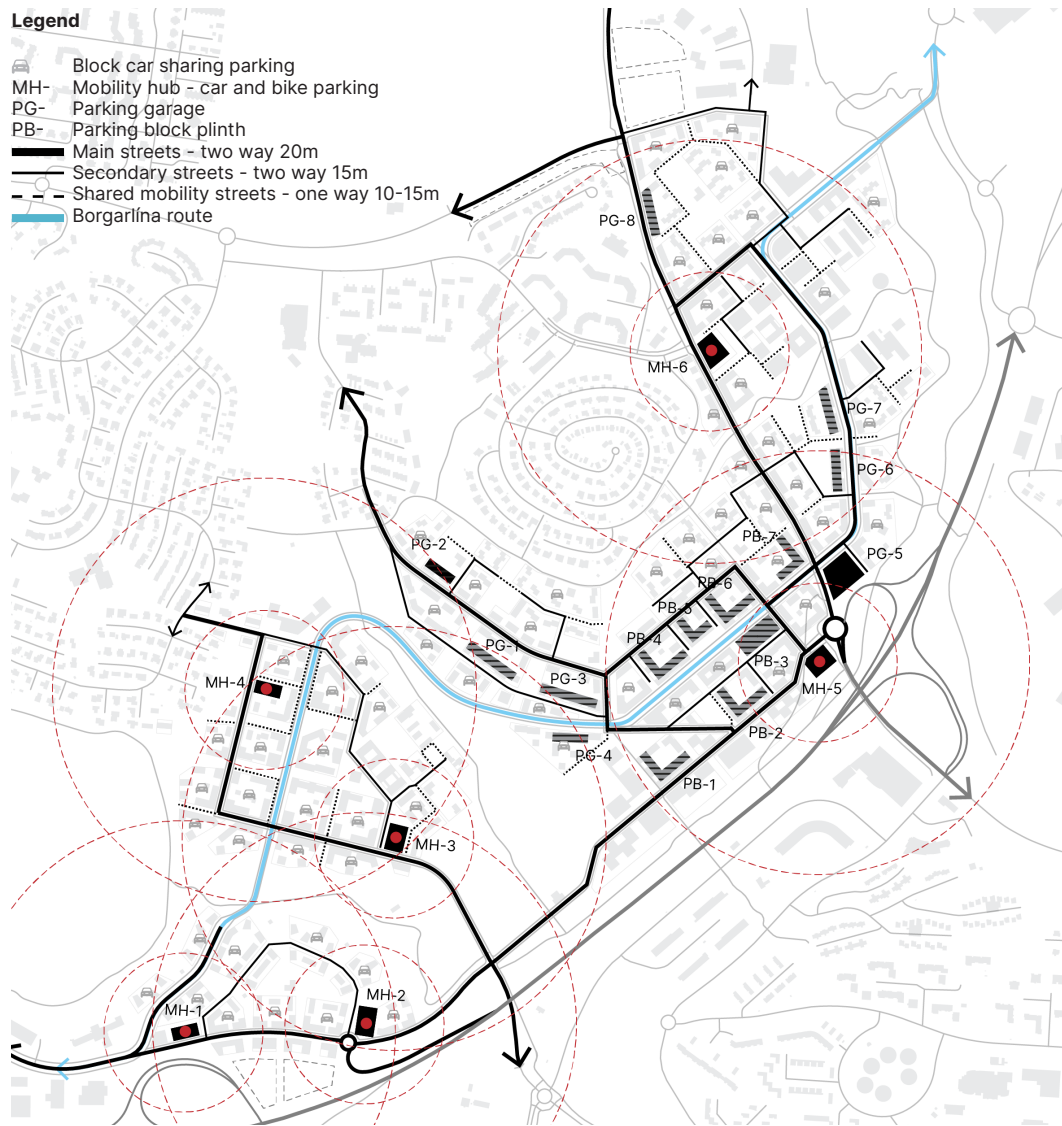 Legend
Block car sharing parking
MH- Mobility hub - car and bike parking
PG- Parking garage
PB- Parking block plinth
Main streets - two way 20m
Secondary streets - two way 15m
Shared mobility streets - one way 10-15m
Borgarlína route
PG-8
MH-6
PG-7
PG-6
PB-7
PG-2
PG-5
PB-6
PB-5
PB-4
PG-1
PB-3
PG-3
MH-4
MH-5
PB-2
PG-4
PB-1
MH-3
MH-2
MH-1